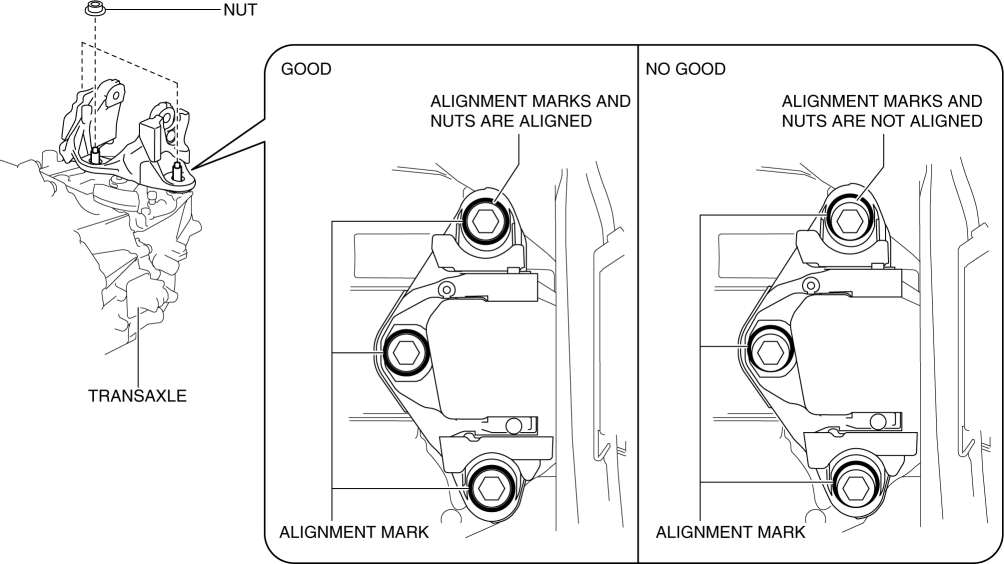 NUT
GOOD
ALIGNMENT MARKS AND
NUTS ARE ALIGNED
NO GOOD
ALIGNMENT MARKS AND
NUTS ARE NOT ALIGNED
TRANSAXLE
ALIGNMENT MARK
ALIGNMENT MARK